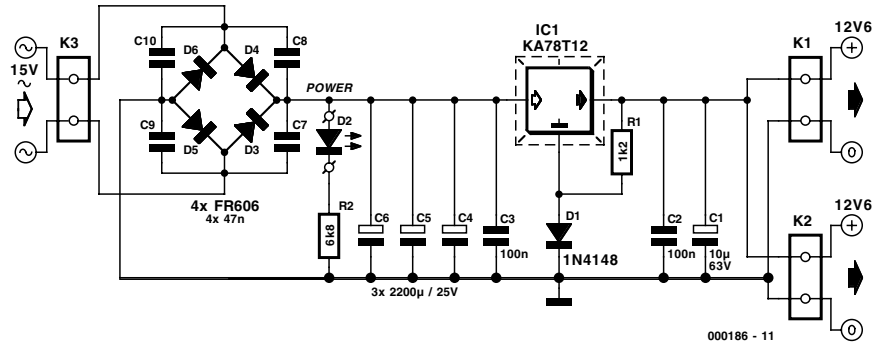 K3
15V
~
C10
D6
D4
C8
C9
D5
D3
C7
4x FR606
4x 47n
POWER
D2
R2
6k8
C6
C5
C4
C3
100n
3x 2200µ / 25V
IC1
KA78T12
R1
1k2
D1
1N4148
C2
100n
C1
10µ
63V
K1
12V6
+
0
K2
12V6
+
0
000186 - 11